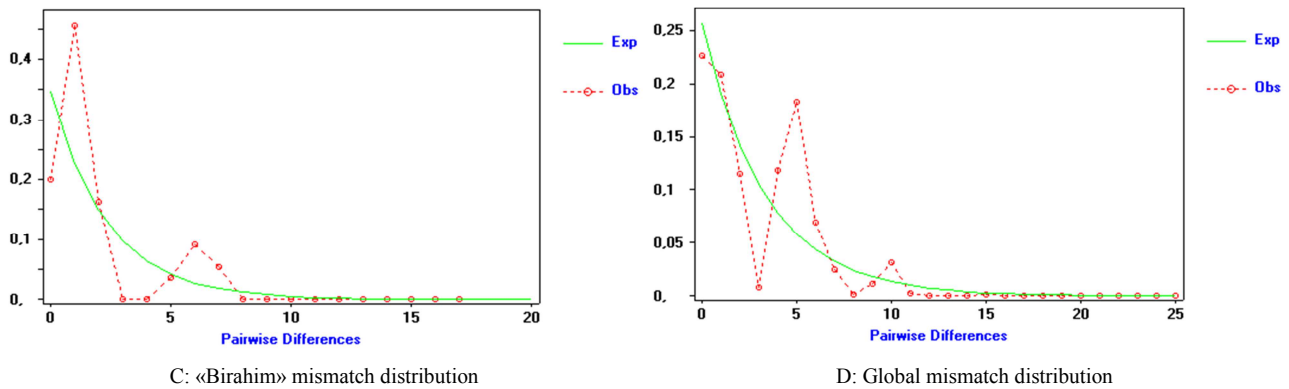 0,4
0,3
0,2
0,1
0,
0
5
10
15
20
Pairwise Differences
Exp
Obs
C: «Birahim» mismatch distribution
0,25
0,2
0,15
0,1
0,05
0,
0
5
10
15
20
25
Pairwise Differences
Exp
Obs
D: Global mismatch distribution